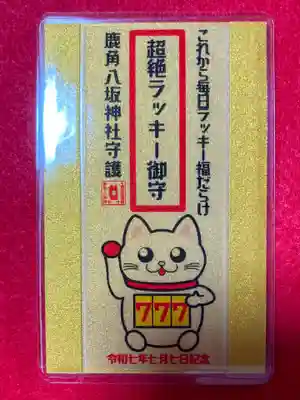 これから毎日ラッキー福だらけ
超絶ラッキー御守
鹿角八坂神社守護
777
令和七年七月七日記念